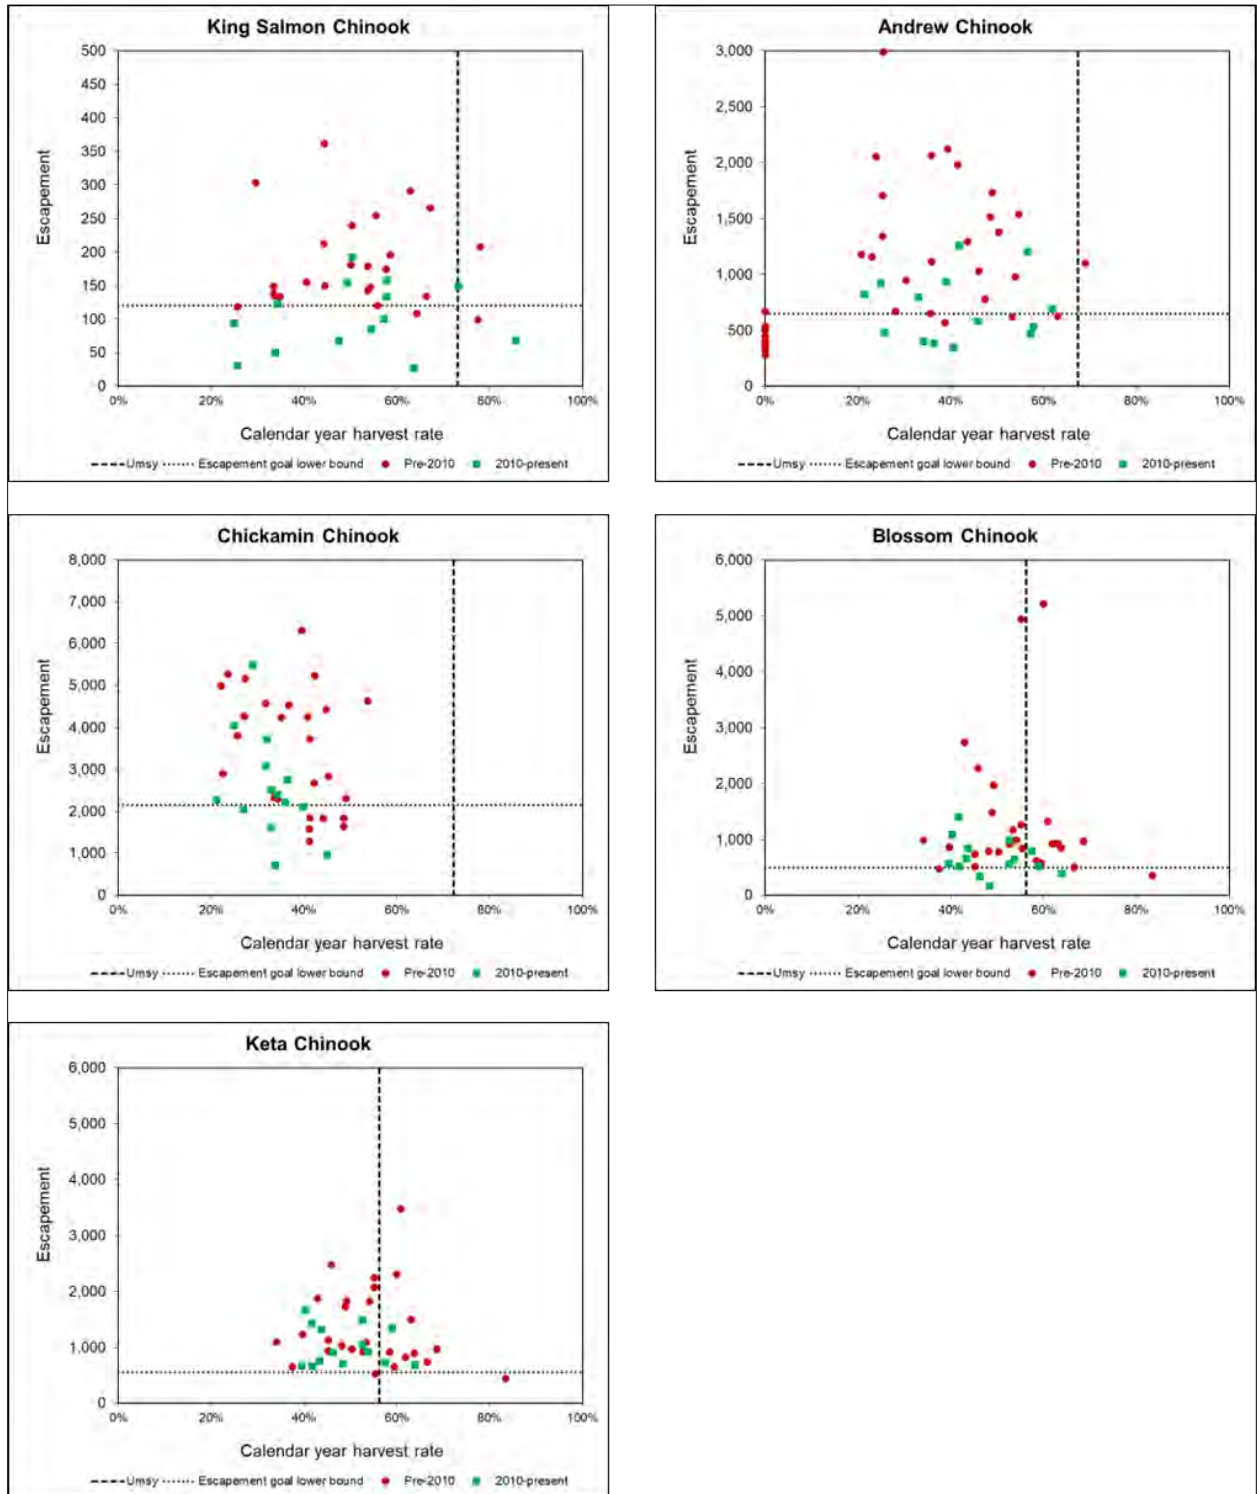 King Salmon Chinook
500
450
400
350
300
250
200
150
100
50
0
Escapement
0% 20% 40% 60% 80% 100%
Calendar year harvest rate
Umsy Escapement goal lower bound Pre-2010 2010-present
Andrew Chinook
3,000
2,500
2,000
1,500
1,000
500
0
Escapement
0% 20% 40% 60% 80% 100%
Calendar year harvest rate
Umsy Escapement goal lower bound Pre-2010 2010-present
Chickamin Chinook
8,000
7,000
6,000
5,000
4,000
3,000
2,000
1,000
0
Escapement
0% 20% 40% 60% 80% 100%
Calendar year harvest rate
Umsy Escapement goal lower bound Pre-2010 2010-present
Blossom Chinook
6,000
5,000
4,000
3,000
2,000
1,000
0
Escapement
0% 20% 40% 60% 80% 100%
Calendar year harvest rate
Umsy Escapement goal lower bound Pre-2010 2010-present
Keta Chinook
6,000
5,000
4,000
3,000
2,000
1,000
0
Escapement
0% 20% 40% 60% 80% 100%
Calendar year harvest rate
Umsy Escapement goal lower bound Pre-2010 2010-present